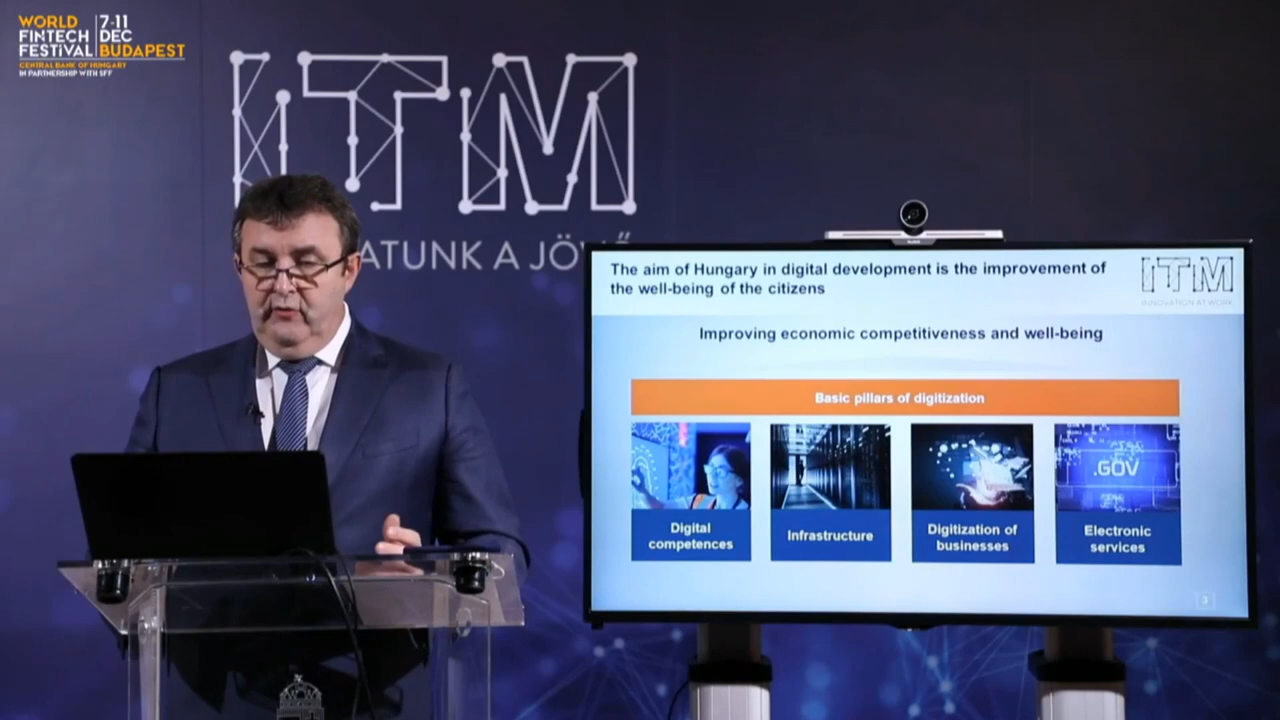 WORLD
FINTECH
FESTIVAL
7-11
DEC
BUDAPEST
CENTRAL BANK OF HUNGARY
IN PARTNERSHIP WITH SFF
ITM
ATUNK A JÖVŐ
The aim of Hungary in digital development is the improvement of
the well-being of the citizens
ITM
INNOVATION AT WORK
Improving economic competitiveness and well-being
Basic pillars of digitization
.GOV
Digital
competences
Infrastructure
Digitization of
businesses
Electronic
services
3